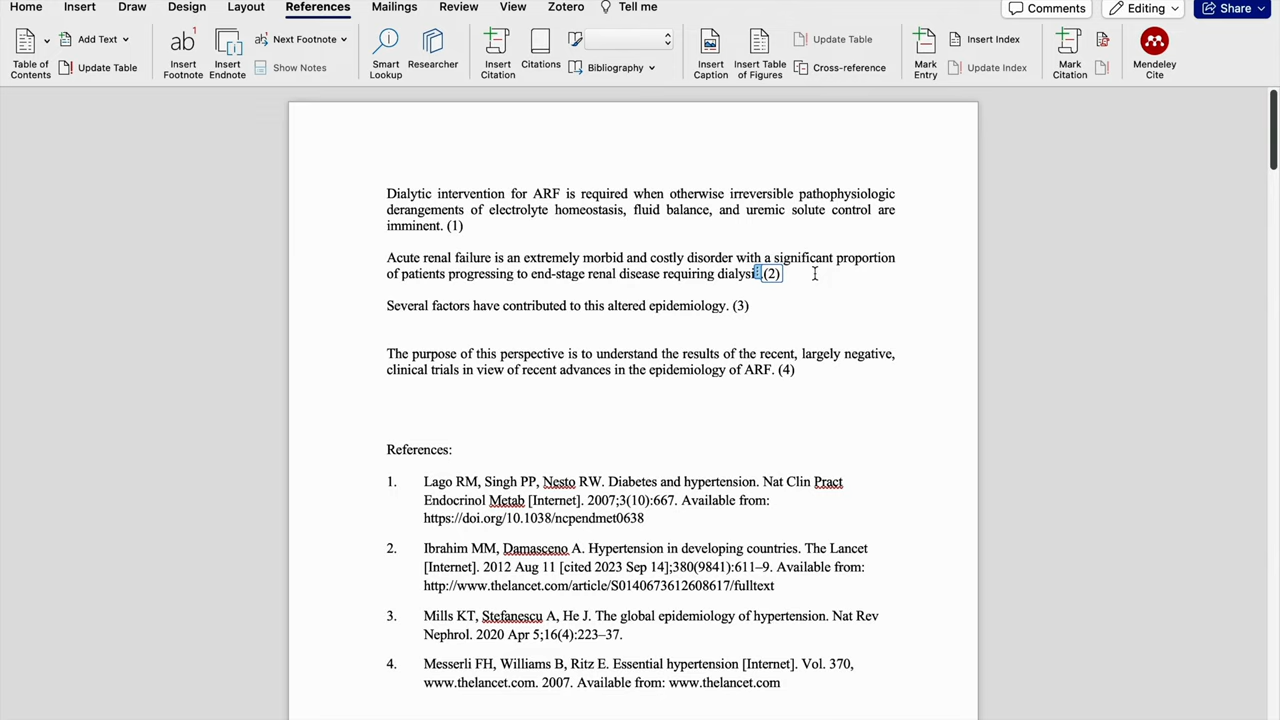 Home Insert Draw Design Layout References Mailings Review View Zotero Tell me Comments Editing Share
Table of Contents
Add Text
Update Table
ab
Insert Footnote
Insert Endnote
Next Footnote
Show Notes
Smart Lookup
Researcher
Insert Citation
Citations
Bibliography
Insert Caption
Insert Table of Figures
Update Table
Cross-reference
Mark Entry
Insert Index
Update Index
Mark Citation
Mendeley Cite
Dialytic intervention for ARF is required when otherwise irreversible pathophysiologic
derangements of electrolyte homeostasis, fluid balance, and uremic solute control are
imminent. (1)
Acute renal failure is an extremely morbid and costly disorder with a significant proportion
of patients progressing to end-stage renal disease requiring dialysi (2)
Several factors have contributed to this altered epidemiology. (3)
The purpose of this perspective is to understand the results of the recent, largely negative,
clinical trials in view of recent advances in the epidemiology of ARF. (4)
References:
1. Lago RM, Singh PP, Nesto RW. Diabetes and hypertension. Nat Clin Pract
Endocrinol Metab [Internet]. 2007;3(10):667. Available from:
https://doi.org/10.1038/ncpendmet0638
2. Ibrahim MM, Damasceno A. Hypertension in developing countries. The Lancet
[Internet]. 2012 Aug 11 [cited 2023 Sep 14];380(9841):611–9. Available from:
http://www.thelancet.com/article/S0140673612608617/fulltext
3. Mills KT, Stefanescu A, He J. The global epidemiology of hypertension. Nat Rev
Nephrol. 2020 Apr 5;16(4):223–37.
4. Messerli FH, Williams B, Ritz E. Essential hypertension [Internet]. Vol. 370,
www.thelancet.com. 2007. Available from: www.thelancet.com